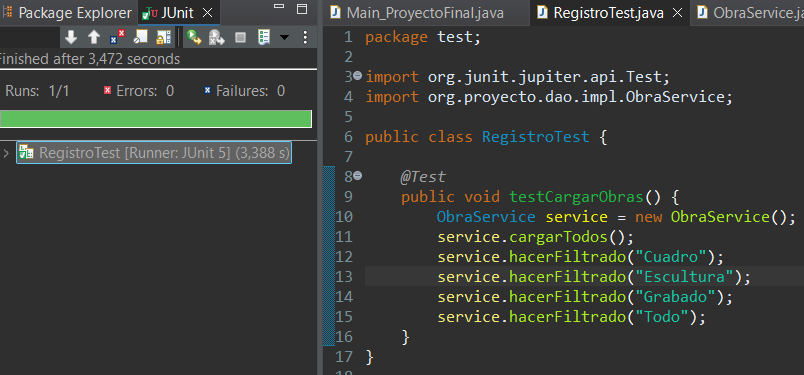 Package Explorer JUnit
Finished after 3,472 seconds
Runs: 1/1 Errors: 0 Failures: 0
RegistroTest [Runner: JUnit 5] (3,388 s)
Main_ProyectoFinal.java RegistroTest.java ObraService.ja
1 package test;
2
3 import org.junit.jupiter.api.Test;
4 import org.proyecto.dao.impl.ObraService;
5
6 public class RegistroTest {
7
8 @Test
9 public void testCargarObras() {
10 ObraService service = new ObraService();
11 service.cargarTodos();
12 service.hacerFiltrado("Cuadro");
13 service.hacerFiltrado("Escultura");
14 service.hacerFiltrado("Grabado");
15 service.hacerFiltrado("Todo");
16 }
17 }